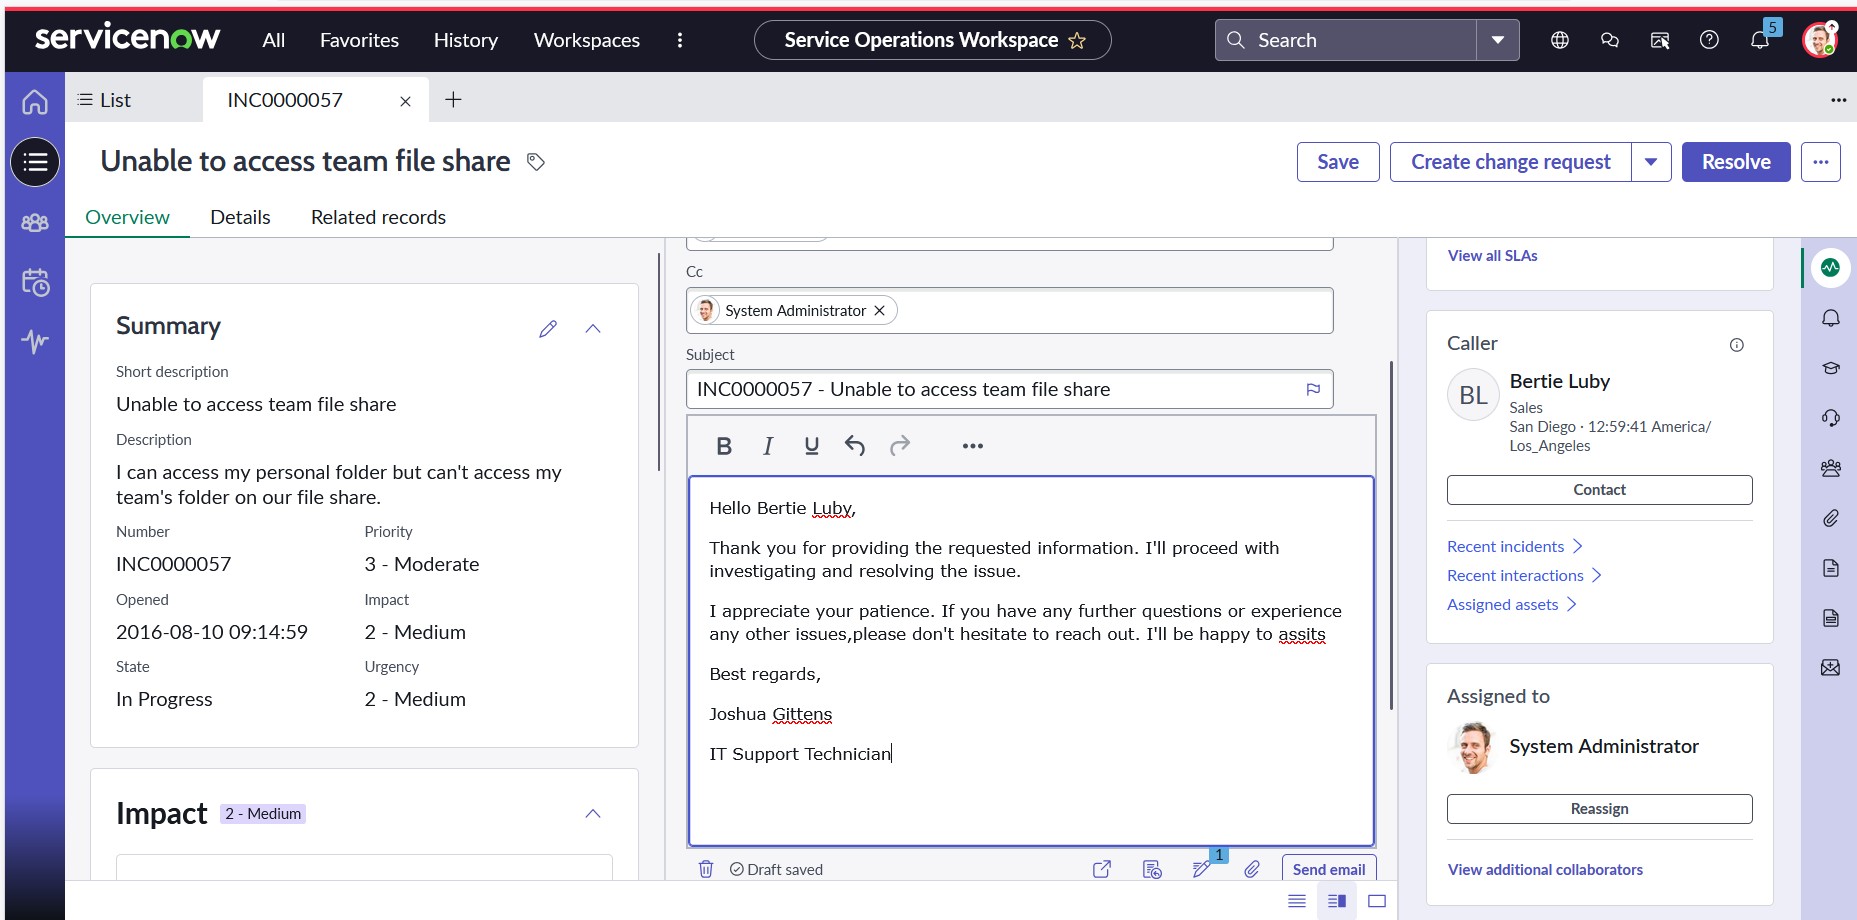 servicenow
All
Favorites
History
Workspaces
Service Operations Workspace
Search
5
List
INC0000057
Unable to access team file share
Save
Create change request
Resolve
Overview
Details
Related records
Summary
Short description
Unable to access team file share
Description
I can access my personal folder but can't access my
team's folder on our file share.
Number
Priority
INC0000057
3 - Moderate
Opened
Impact
2016-08-10 09:14:59
2 - Medium
State
Urgency
In Progress
2 - Medium
Impact
2 - Medium
Cc
System Administrator
Subject
INC0000057 - Unable to access team file share
B I U
Hello Bertie Luby,
Thank you for providing the requested information. I'll proceed with
investigating and resolving the issue.
I appreciate your patience. If you have any further questions or experience
any other issues,please don't hesitate to reach out. I'll be happy to assits
Best regards,
Joshua Gittens
IT Support Technician
Draft saved
1
Send email
View all SLAs
Caller
BL
Bertie Luby
Sales
San Diego · 12:59:41 America/
Los_Angeles
Contact
Recent incidents
Recent interactions
Assigned assets
Assigned to
System Administrator
Reassign
View additional collaborators